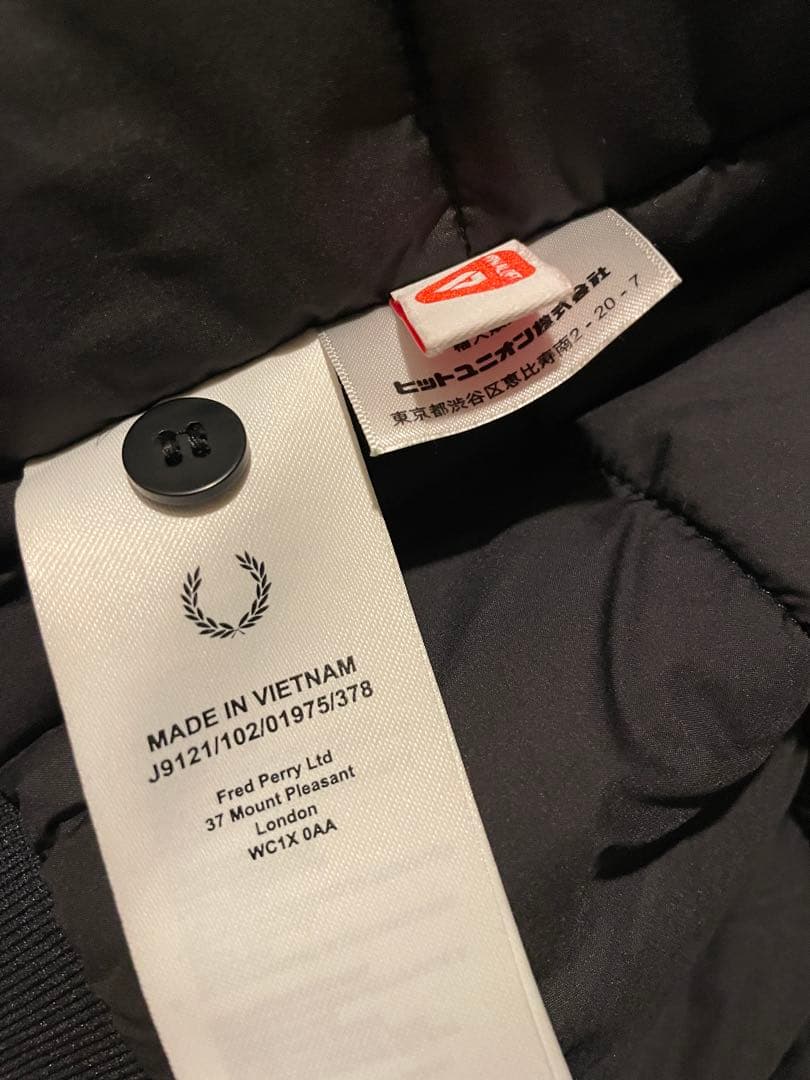 ヒットユニオン株式会社
東京都渋谷区恵比寿南2-20-7
MADE IN VIETNAM
J9121/102/01975/378
Fred Perry Ltd
37 Mount Pleasant
London
WC1X 0AA